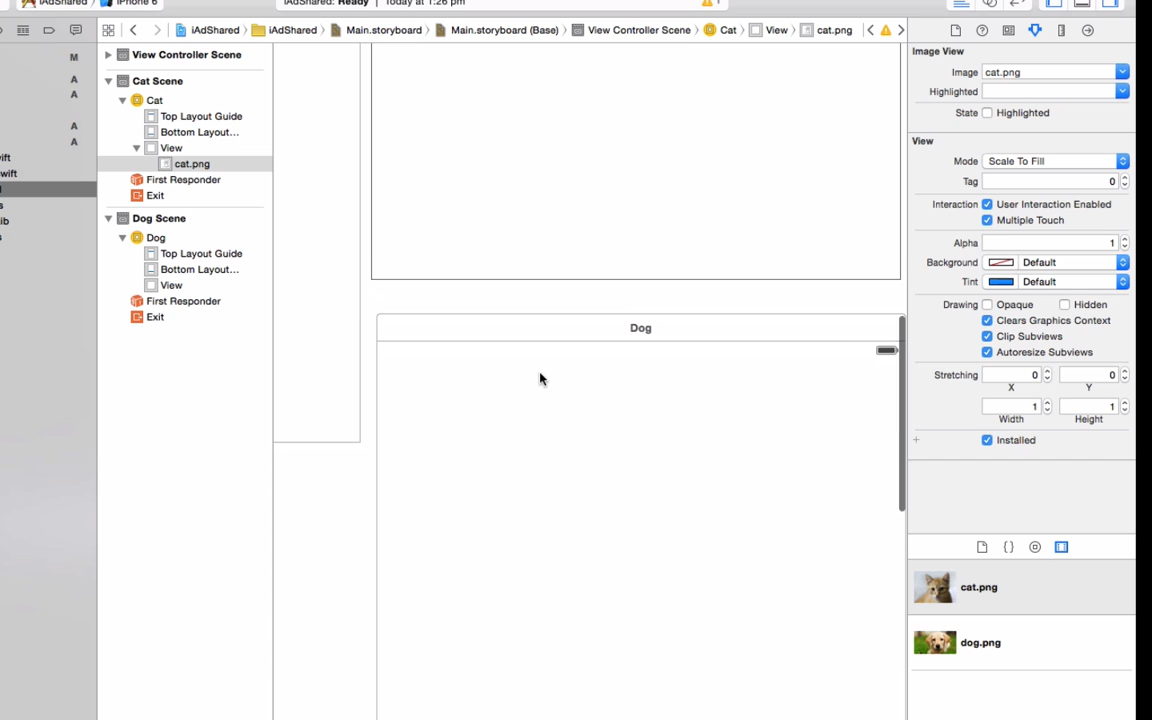 iAdShared
iPhone 6
iAdShared: Ready
Today at 1:26 pm
1
iAdShared
iAdShared
Main.storyboard
Main.storyboard (Base)
View Controller Scene
Cat
View
cat.png
M
A
A
A
A
ift
wift
l
s
ib
s
View Controller Scene
Cat Scene
Cat
Top Layout Guide
Bottom Layout...
View
cat.png
First Responder
Exit
Dog Scene
Dog
Top Layout Guide
Bottom Layout...
View
First Responder
Exit
Dog
Image View
Image cat.png
Highlighted
State Highlighted
View
Mode Scale To Fill
Tag 0
Interaction User Interaction Enabled
Multiple Touch
Alpha 1
Background Default
Tint Default
Drawing Opaque Hidden
Clears Graphics Context
Clip Subviews
Autoresize Subviews
Stretching 0 0
X Y
1 1
Width Height
+ Installed
{}
cat.png
dog.png